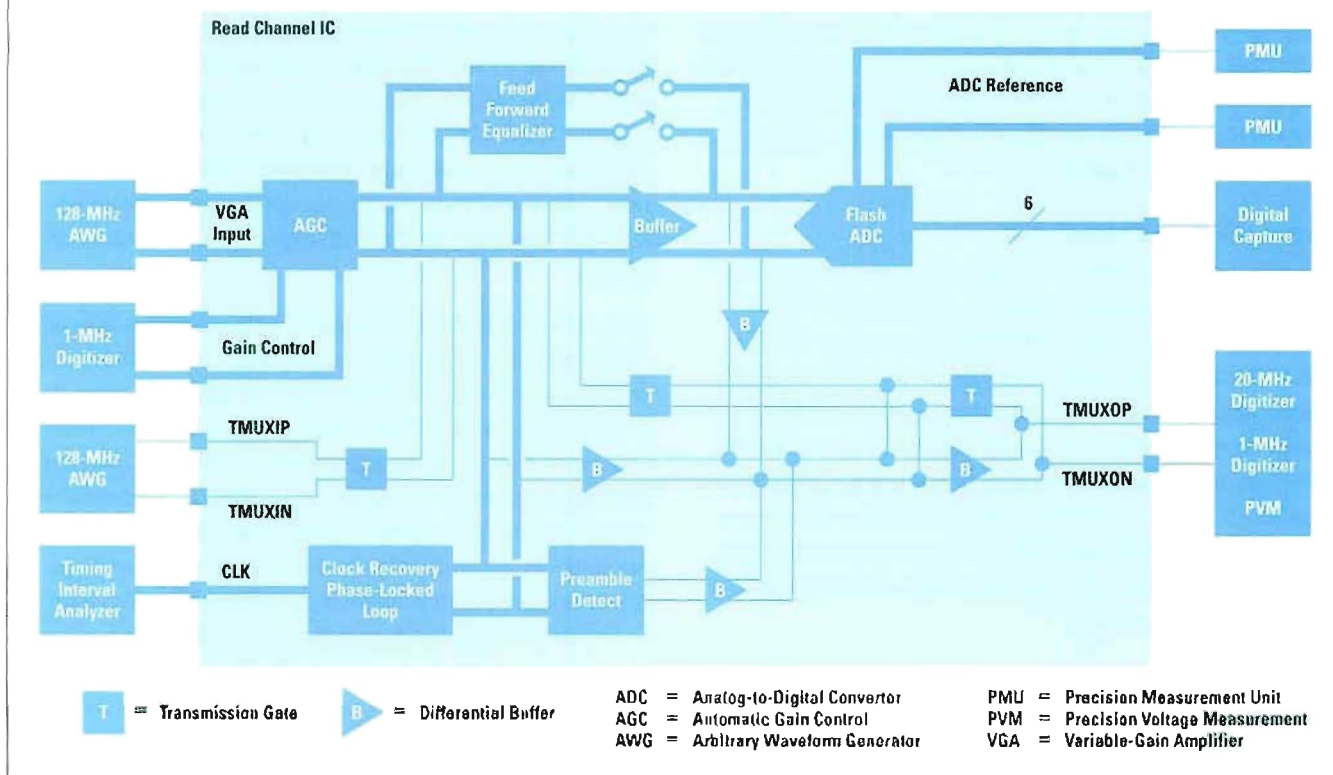 Read Channel IC
PMU
ADC Reference
Feed
Forward
Equalizer
PMU
128-MHz
AWG
VGA
Input
AGC
Buffer
Flash
ADC
6
Digital
Capture
1-MHz
Digitizer
Gain Control
B
T
T
TMUXOP
20-MHz
Digitizer
1-MHz
Digitizer
PVM
TMUXIP
128-MHz
AWG
T
B
B
TMUXON
TMUXIN
Timing
Interval
Analyzer
CLK
Clock Recovery
Phase-Locked
Loop
Preamble
Detect
B
T = Transmission Gate
B = Differential Buffer
ADC = Analog-to-Digital Convertor
AGC = Automatic Gain Control
AWG = Arbitrary Waveform Generator
PMU = Precision Measurement Unit
PVM = Precision Voltage Measurement
VGA = Variable-Gain Amplifier